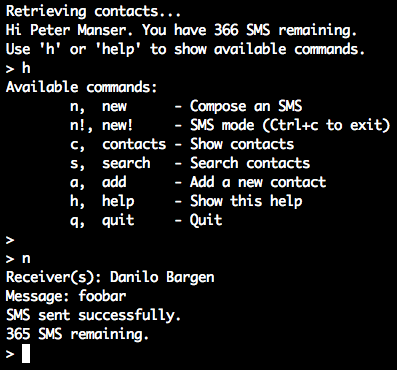 Retrieving contacts...
Hi Peter Manser. You have 366 SMS remaining.
Use 'h' or 'help' to show available commands.
> h
Available commands:
n,  new      - Compose an SMS
n!, new!     - SMS mode (Ctrl+c to exit)
c,  contacts - Show contacts
s,  search   - Search contacts
a,  add      - Add a new contact
h,  help     - Show this help
q,  quit     - Quit
>
> n
Receiver(s): Danilo Bargen
Message: foobar
SMS sent successfully.
365 SMS remaining.
>